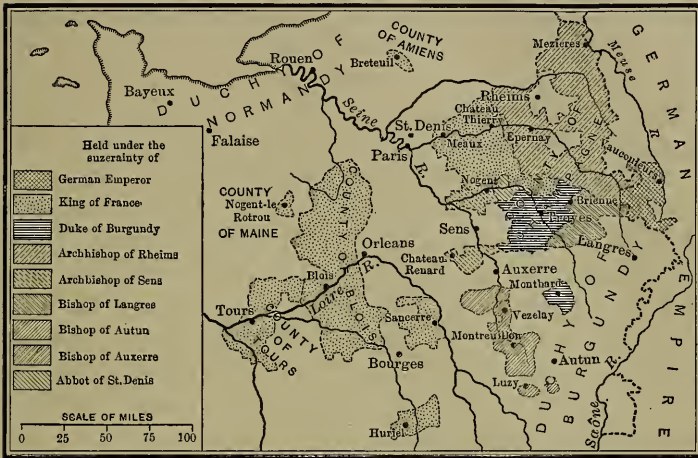 DUCHY OF
NORMANDY
COUNTY
OF AMIENS
Breteuil
Rouen
Bayeux
Falaise
Seine
R.
St. Denis
Paris
Meaux
Chateau
Thierry
Rheims
Epernay
Mezieres
Meuse
R.
GERMAN
EMPIRE
COUNTY OF
CHAMPAGNE
Vaucouleurs
Nogent
Troyes
Brienne
Langres
Sens
Chateau
Renard
Auxerre
Montbard
Vezelay
Montreuillon
Autun
Luzy
DUCHY OF
BURGUNDY
Saône R.
COUNTY
Nogent-le
Rotrou
OF MAINE
COUNTY OF
BLOIS
Orleans
Blois
Loire R.
Tours
COUNTY
OF
TOURS
Sancerre
Bourges
Huriel
Held under the
suzerainty of
German Emperor
King of France
Duke of Burgundy
Archbishop of Rheims
Archbishop of Sens
Bishop of Langres
Bishop of Autun
Bishop of Auxerre
Abbot of St. Denis
SCALE OF MILES
0 25 50 75 100